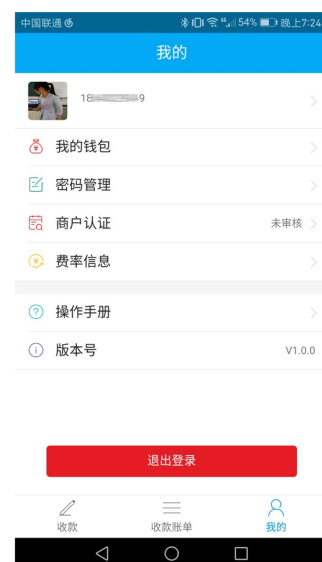 中国联通 54% 晚上7:24
我的
18 9
我的钱包
密码管理
商户认证 未审核
费率信息
操作手册
版本号 V1.0.0
退出登录
收款 收款账单 我的